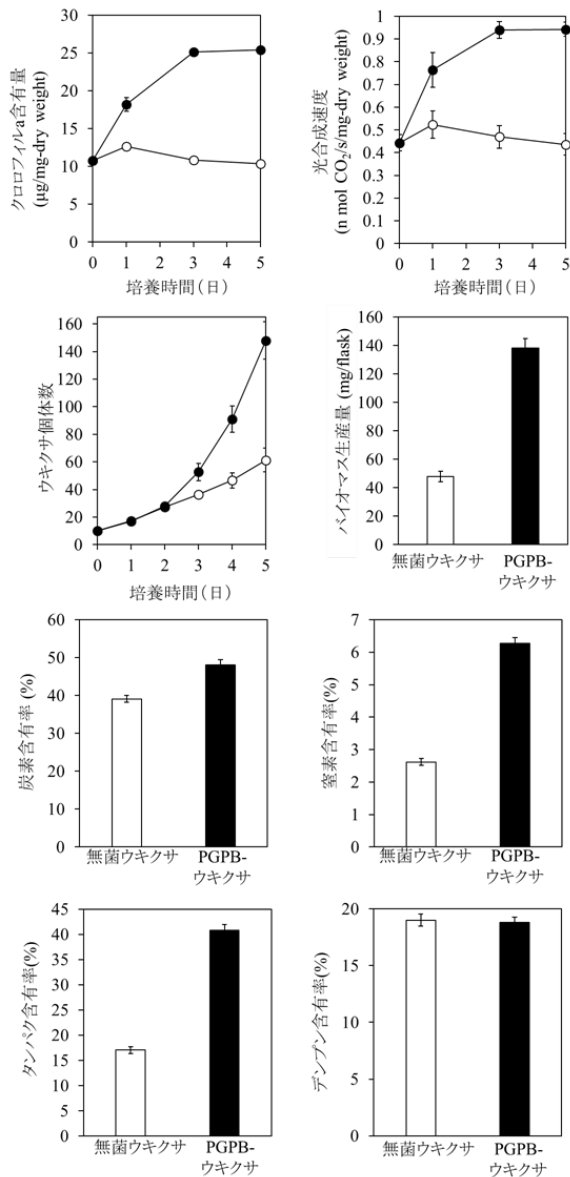 クロロフィルa含有量
(μg/mg-dry weight)
30
25
20
15
10
5
0
0 1 2 3 4 5
培養時間(日)
光合成速度
(n mol CO2/s/mg-dry weight)
1
0.9
0.8
0.7
0.6
0.5
0.4
0.3
0.2
0.1
0
0 1 2 3 4 5
培養時間(日)
ウキクサ個体数
160
140
120
100
80
60
40
20
0
0 1 2 3 4 5
培養時間(日)
バイオマス生産量 (mg/flask)
160
140
120
100
80
60
40
20
0
無菌ウキクサ PGPB-
ウキクサ
炭素含有率 (%)
60
50
40
30
20
10
0
無菌ウキクサ PGPB-
ウキクサ
窒素含有率(%)
7
6
5
4
3
2
1
0
無菌ウキクサ PGPB-
ウキクサ
タンパク含有率(%)
45
40
35
30
25
20
15
10
5
0
無菌ウキクサ PGPB-
ウキクサ
デンプン含有率(%)
20
18
16
14
12
10
8
6
4
2
0
無菌ウキクサ PGPB-
ウキクサ